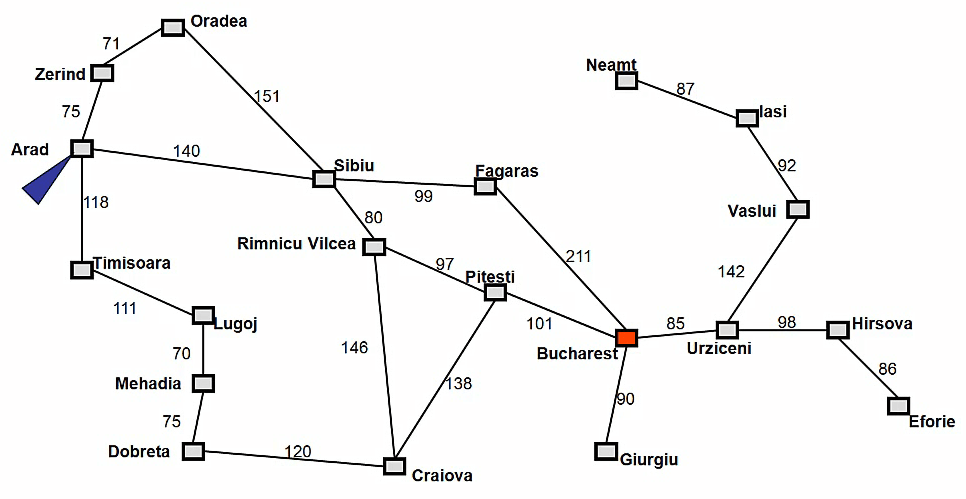 Oradea
71
Neamt
Zerind
87
151
75
Iasi
Arad
140
Sibiu
Fagaras
92
99
118
80
Vaslui
Rimnicu Vilcea
211
Timisoara
97
142
Pitesti
111
Lugoj
101
85
98
Hirsova
146
Bucharest
Urziceni
70
86
Mehadia
138
90
75
Eforie
Dobreta
120
Giurgiu
Craiova